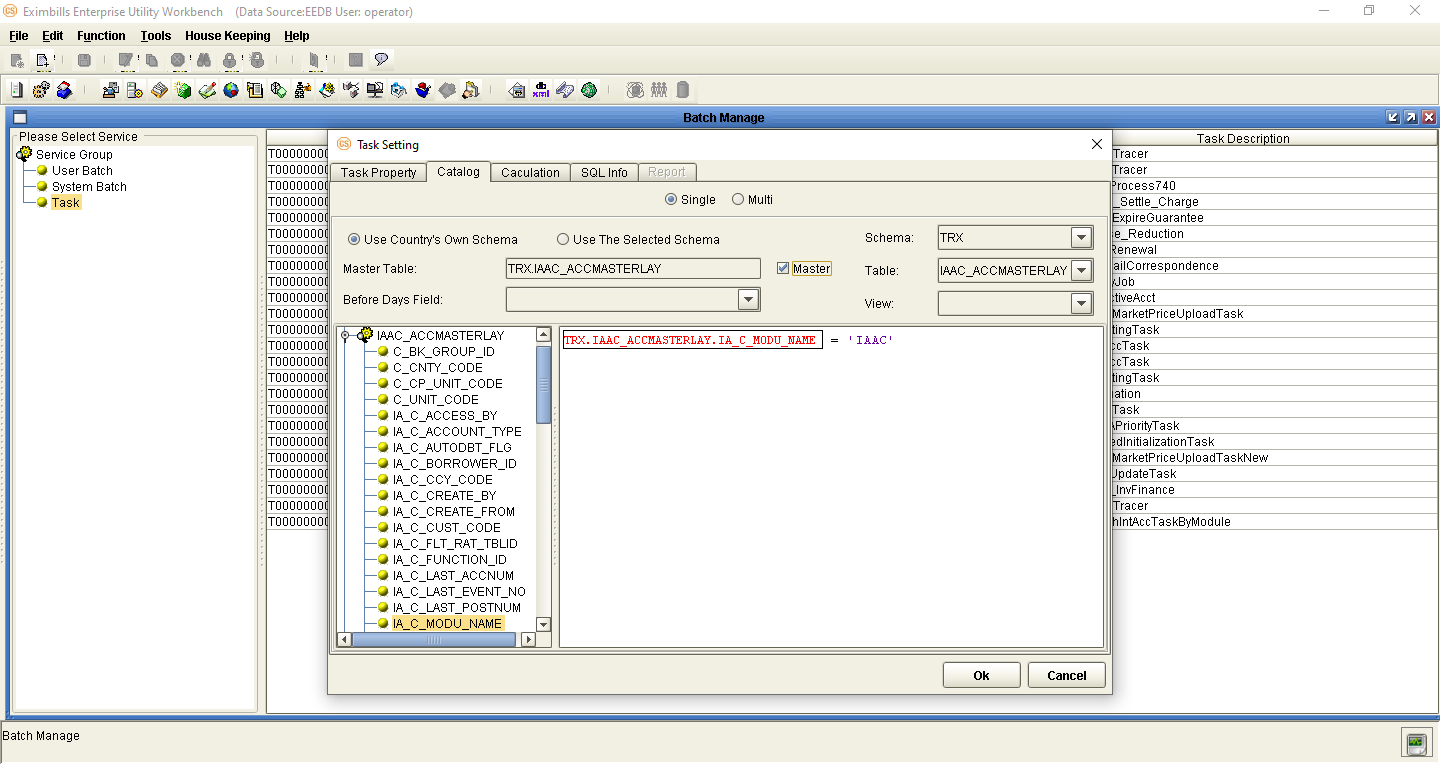 Eximbills Enterprise Utility Workbench (Data Source:EEDB User: operator)
File Edit Function Tools House Keeping Help
Batch Manage
Please Select Service
Service Group
User Batch
System Batch
Task
Task Description
T00000000 Tracer
T00000000 Tracer
T00000000 Process740
T00000000 _Settle_Charge
T00000000 ExpireGuarantee
T00000000 e_Reduction
T00000000 Renewal
T00000000 ailCorrespondence
T00000000 yJob
T00000000 ctiveAcct
T00000000 MarketPriceUploadTask
T00000000 tingTask
T00000000 ccTask
T00000000 ccTask
T00000000 tingTask
T00000000 ation
T00000000 Task
T00000000 APriorityTask
T00000000 edInitializationTask
T00000000 MarketPriceUploadTaskNew
T00000000 UpdateTask
T00000000 _InvFinance
T00000000 Tracer
T00000000 hIntAccTaskByModule
Task Setting
Task Property Catalog Caculation SQL Info Report
Single Multi
Use Country's Own Schema Use The Selected Schema Schema: TRX
Master Table: TRX.IAAC_ACCMASTERLAY Master Table: IAAC_ACCMASTERLAY
Before Days Field: View:
IAAC_ACCMASTERLAY
C_BK_GROUP_ID
C_CNTY_CODE
C_CP_UNIT_CODE
C_UNIT_CODE
IA_C_ACCESS_BY
IA_C_ACCOUNT_TYPE
IA_C_AUTODBT_FLG
IA_C_BORROWER_ID
IA_C_CCY_CODE
IA_C_CREATE_BY
IA_C_CREATE_FROM
IA_C_CUST_CODE
IA_C_FLT_RAT_TBLID
IA_C_FUNCTION_ID
IA_C_LAST_ACCNUM
IA_C_LAST_EVENT_NO
IA_C_LAST_POSTNUM
IA_C_MODU_NAME
TRX.IAAC_ACCMASTERLAY.IA_C_MODU_NAME = 'IAAC'
Ok Cancel
Batch Manage